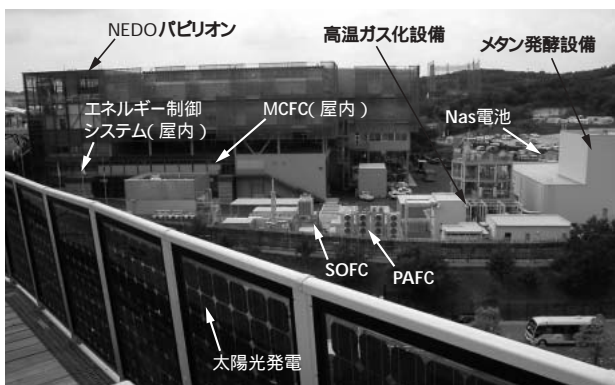 NEDOパビリオン
高温ガス化設備
メタン発酵設備
エネルギー制御
システム(屋内)
MCFC(屋内)
Nas電池
SOFC
PAFC
太陽光発電